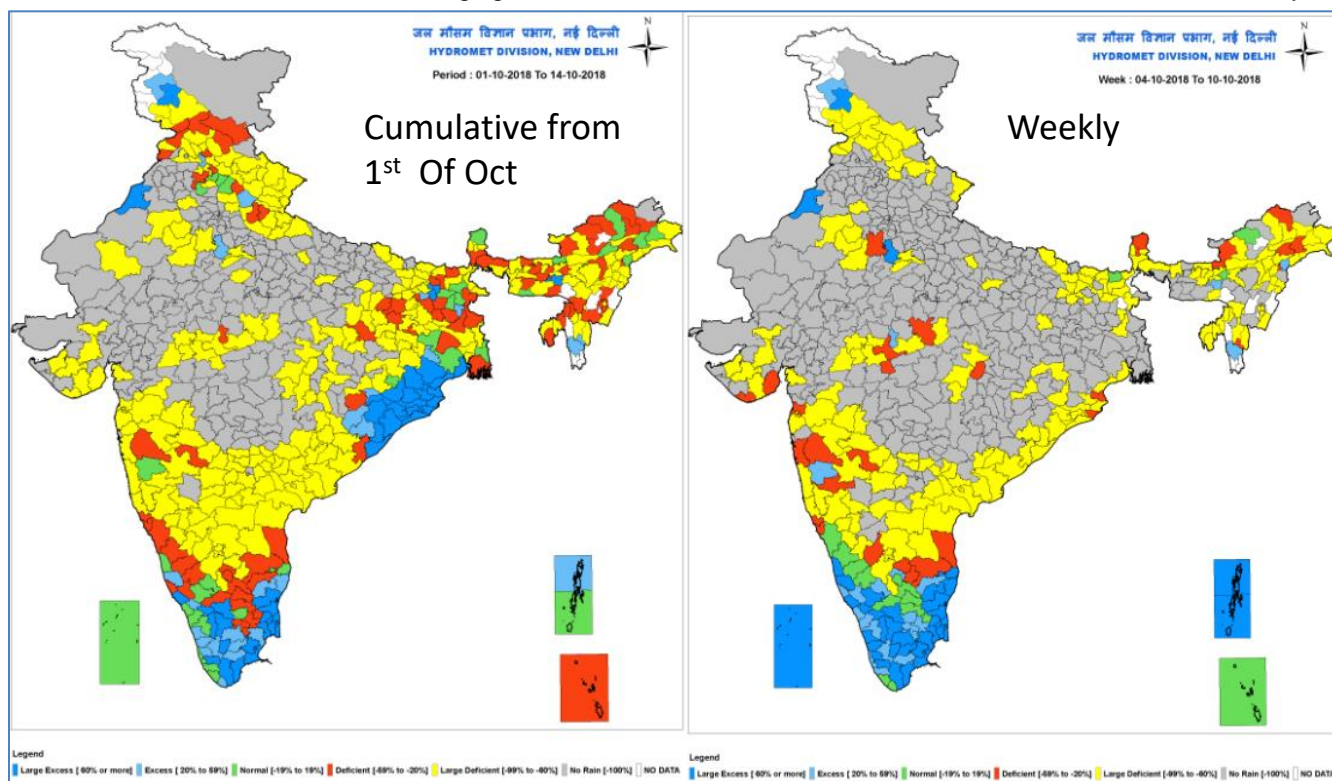 जल मौसम विज्ञान प्रभाग, नई दिल्ली
HYDROMET DIVISION, NEW DELHI
Period : 01-10-2018 To 14-10-2018
N
Cumulative from
1st Of Oct
Legend
Large Excess [ 60% or more] Excess [ 20% to 59%] Normal [-19% to 19%] Deficient [-59% to -20%] Large Deficient [-99% to -60%] No Rain [-100%] NO DATA
जल मौसम विज्ञान प्रभाग, नई दिल्ली
HYDROMET DIVISION, NEW DELHI
Week : 04-10-2018 To 10-10-2018
N
Weekly
Legend
Large Excess [ 60% or more] Excess [ 20% to 59%] Normal [-19% to 19%] Deficient [-59% to -20%] Large Deficient [-99% to -60%] No Rain [-100%] NO DATA